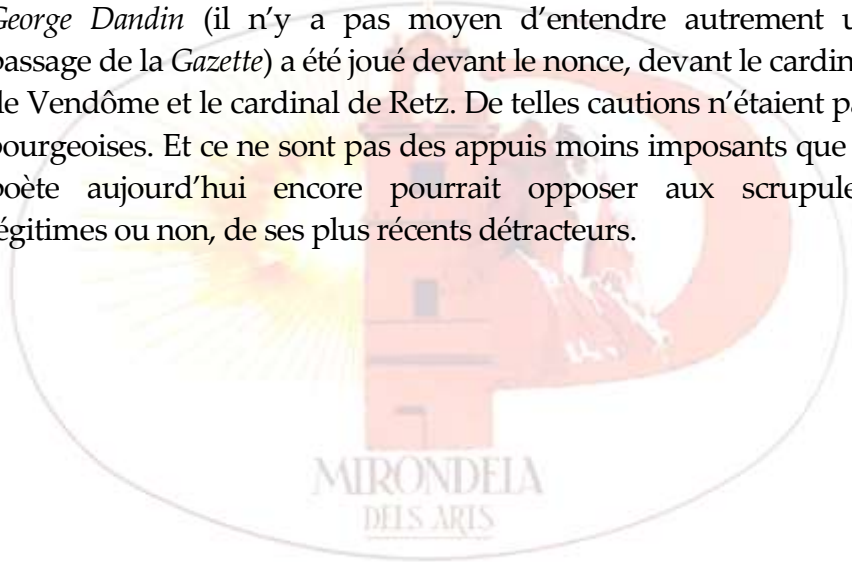 George Dandin (il n’y a pas moyen d’entendre autrement u
passage de la Gazette) a été joué devant le nonce, devant le cardin
de Vendôme et le cardinal de Retz. De telles cautions n’étaient pa
bourgeoises. Et ce ne sont pas des appuis moins imposants que
poète aujourd’hui encore pourrait opposer aux scrupule
égitimes ou non, de ses plus récents détracteurs.
MIRONDELA
DELS ARTS